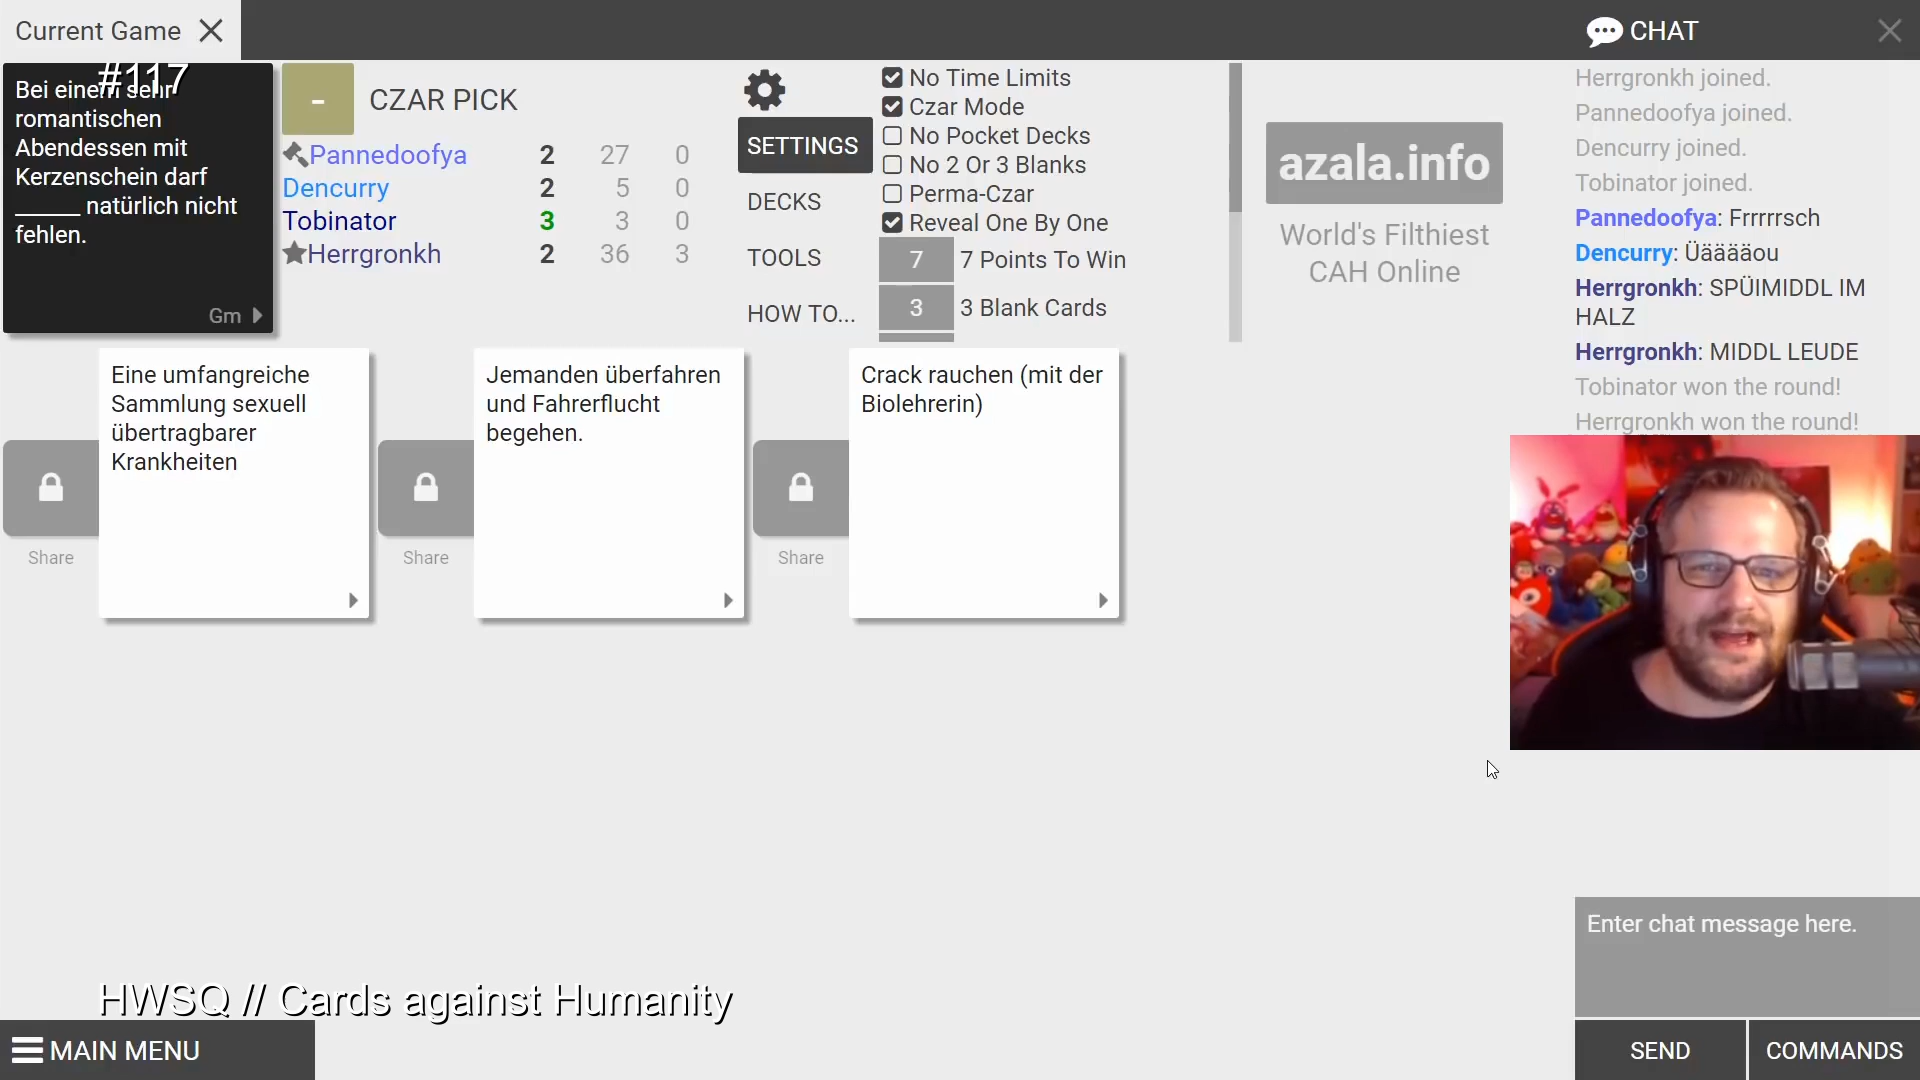 Current Game
CHAT
#117
Bei einem sehr
romantischen
Abendessen mit
Kerzenschein darf
______ natürlich nicht
fehlen.
Gm
-
CZAR PICK
Pannedoofya 2 27 0
Dencurry 2 5 0
Tobinator 3 3 0
Herrgronkh 2 36 3
SETTINGS
DECKS
TOOLS
HOW TO...
No Time Limits
Czar Mode
No Pocket Decks
No 2 Or 3 Blanks
Perma-Czar
Reveal One By One
7 7 Points To Win
3 3 Blank Cards
azala.info
World's Filthiest
CAH Online
Herrgronkh joined.
Pannedoofya joined.
Dencurry joined.
Tobinator joined.
Pannedoofya: Frrrrrsch
Dencurry: Üääääou
Herrgronkh: SPÜIMIDDL IM
HALZ
Herrgronkh: MIDDL LEUDE
Tobinator won the round!
Herrgronkh won the round!
Eine umfangreiche
Sammlung sexuell
übertragbarer
Krankheiten
Share
Jemanden überfahren
und Fahrerflucht
begehen.
Share
Crack rauchen (mit der
Biolehrerin)
Share
Enter chat message here.
HWSQ // Cards against Humanity
MAIN MENU
SEND
COMMANDS